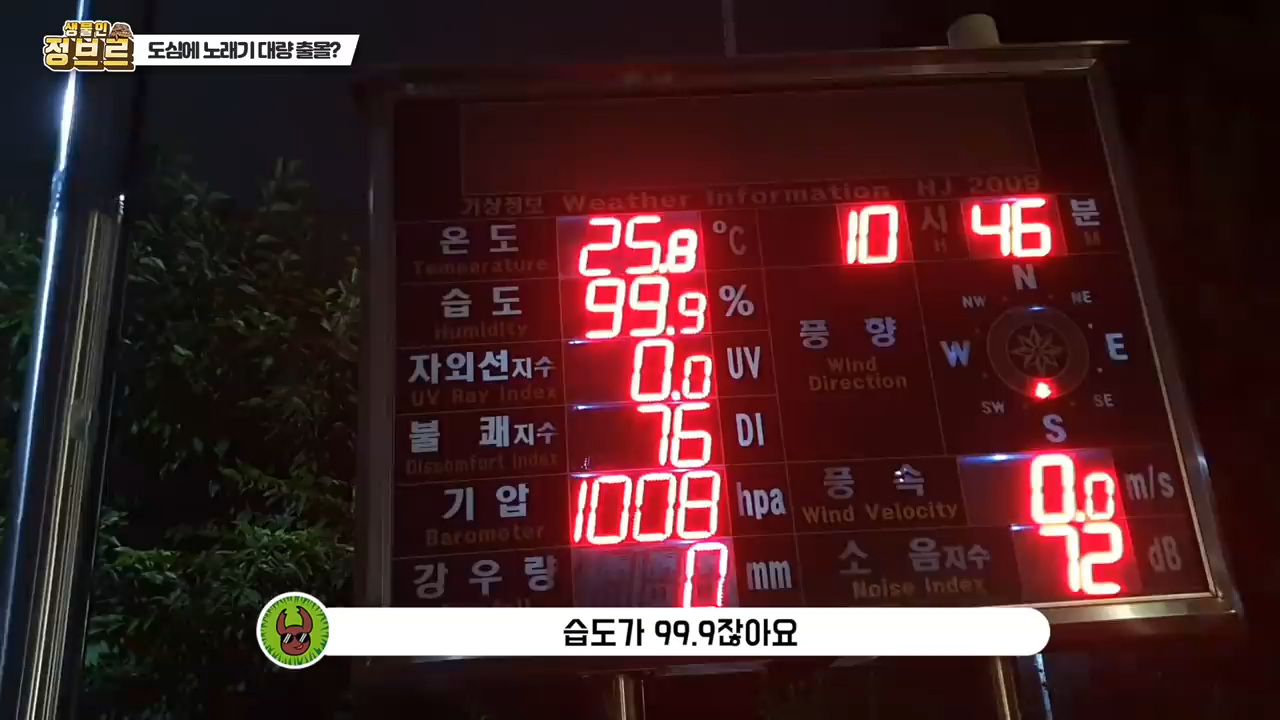 생물인
정브르
도심에 노래기 대량 출몰?
기상정보 Weather Information HJ 2009
온도 25.8 ℃
Temperature
10 시 46 분
H M
습도 99.9 %
Humidity
자외선지수 0.0 UV
UV Ray Index
불쾌지수 76 DI
Discomfort Index
기압 1008 hpa
Barometer
강우량 0 mm
풍향
Wind
Direction
N
NW NE
W E
SW SE
S
풍속 0.0 m/s
Wind Velocity
소음지수 72 dB
Noise Index
습도가 99.9잖아요